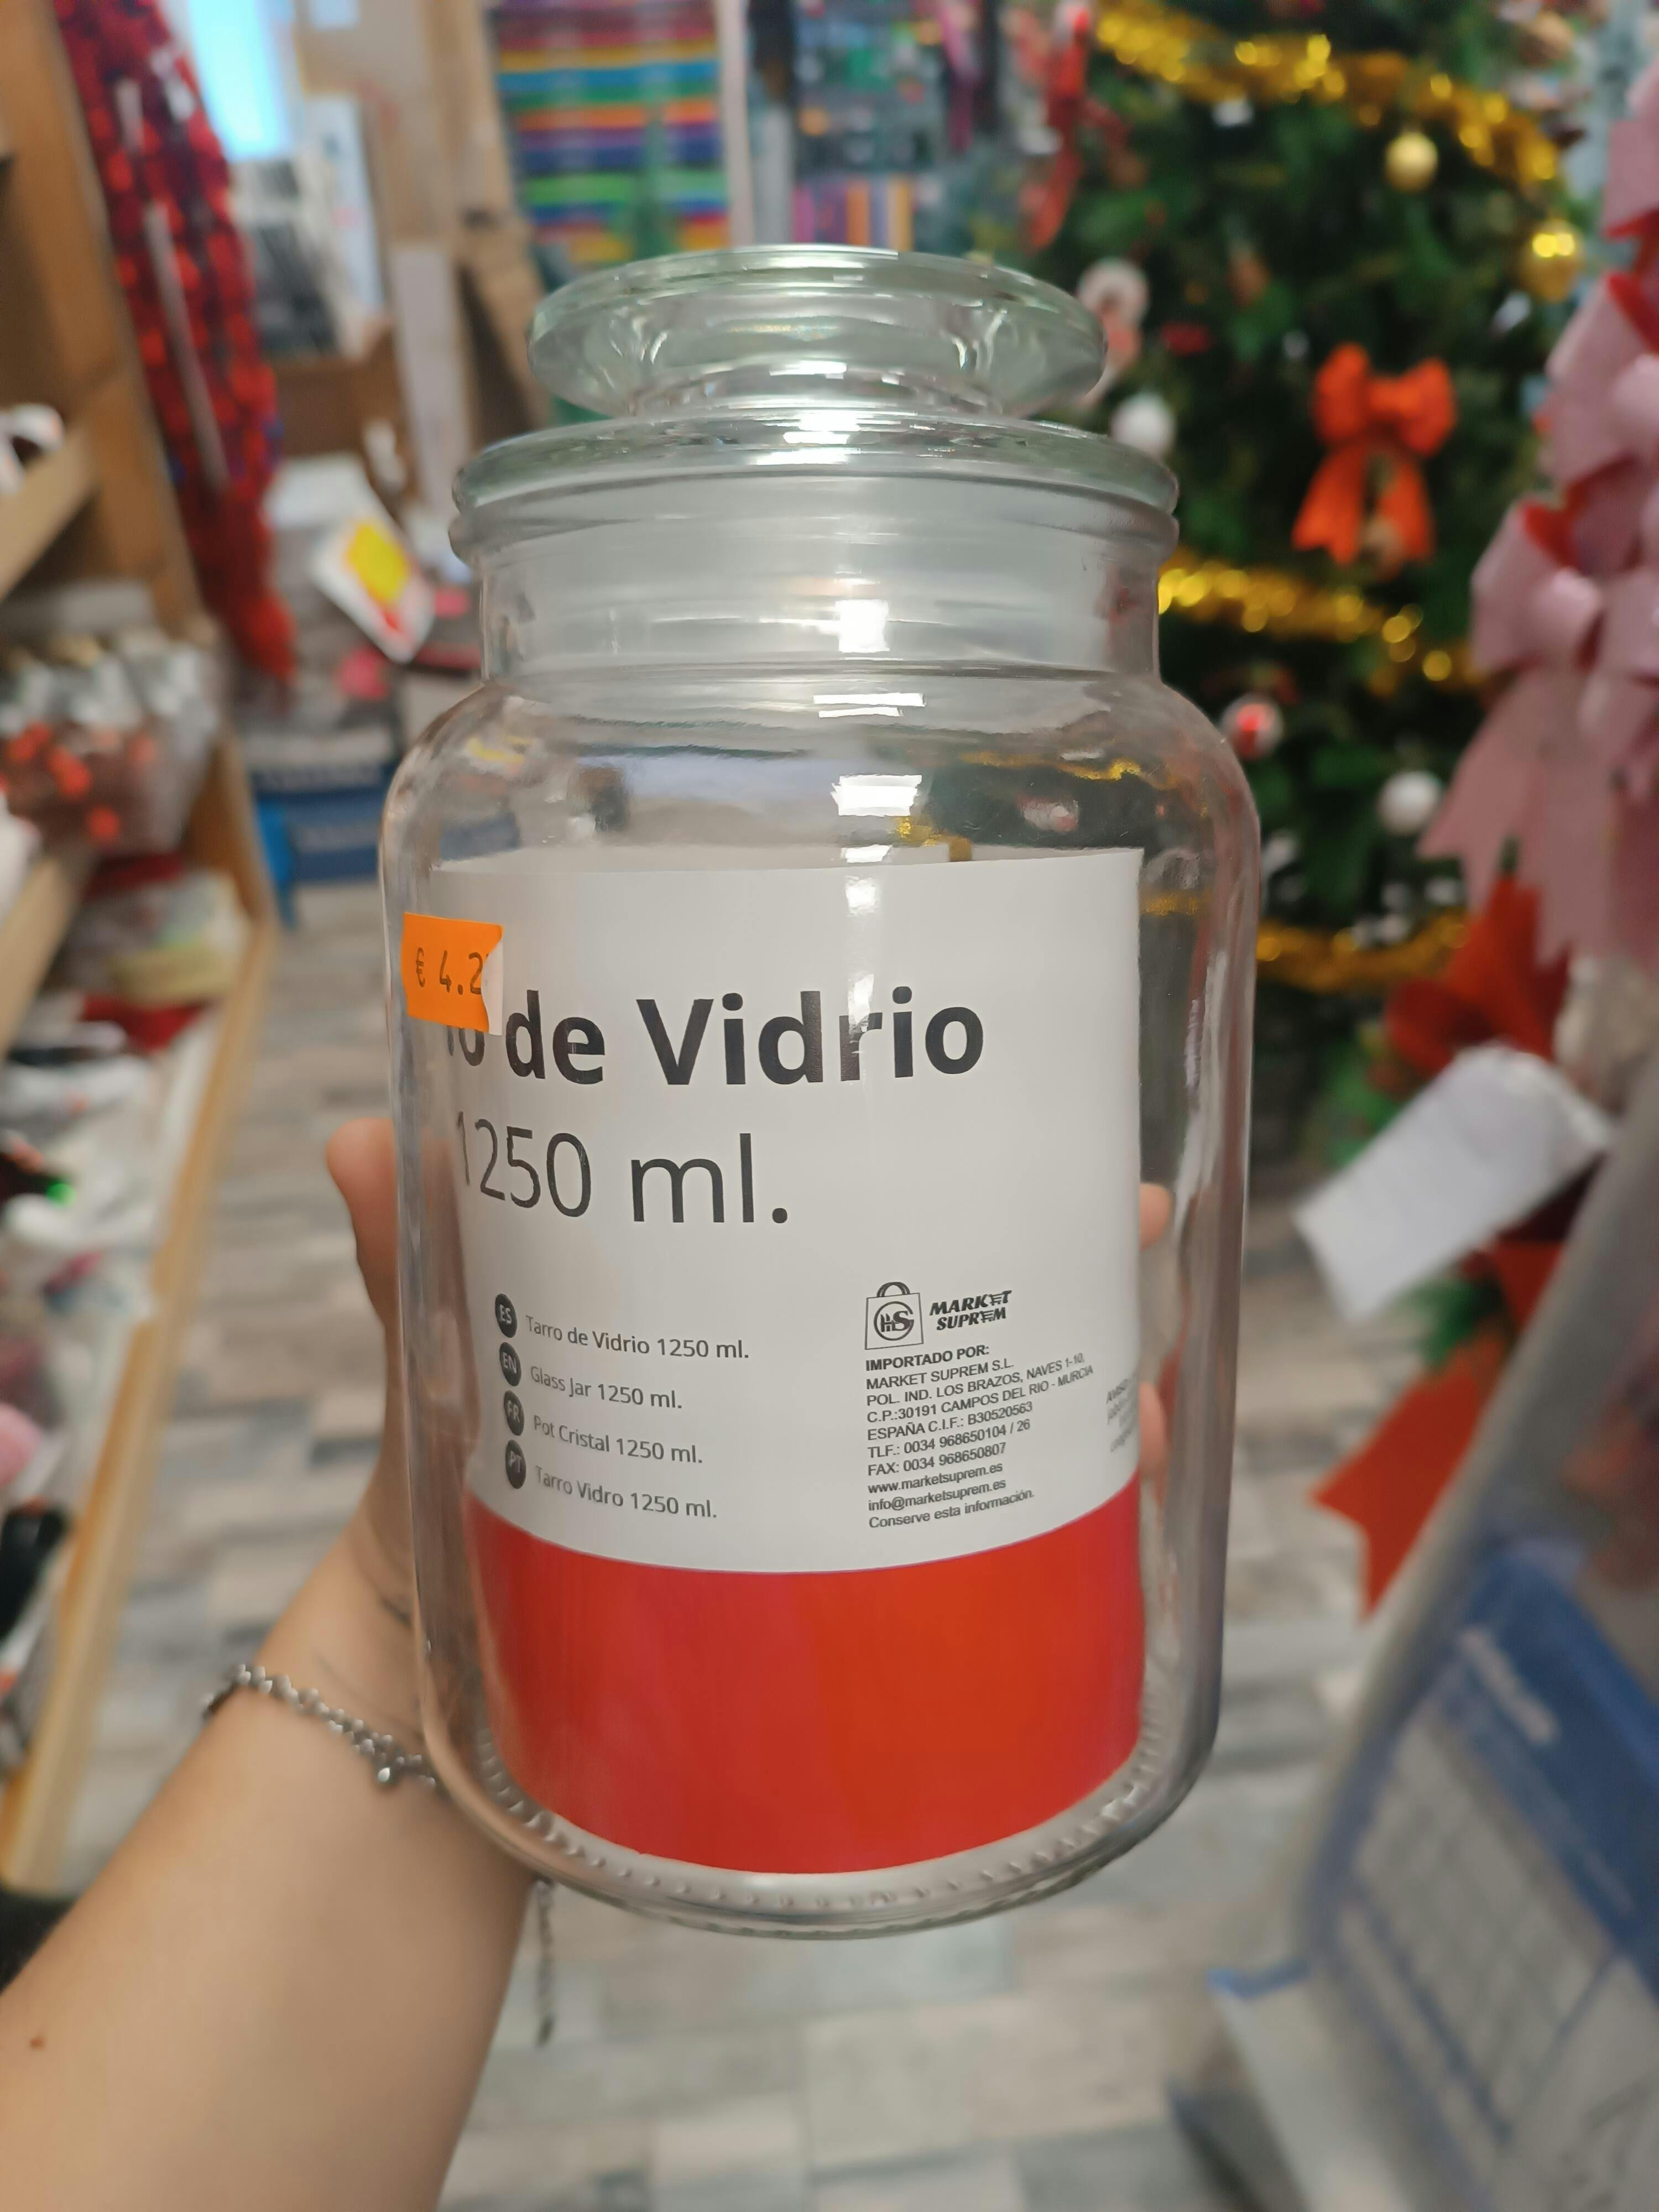 € 4.2
de Vidrio
1250 ml.
ES Tarro de Vidrio 1250 ml.
EN Glass Jar 1250 ml.
FR Pot Cristal 1250 ml.
PT Tarro Vidro 1250 ml.
MARKET
SUPREM
IMPORTADO POR:
MARKET SUPREM S.L.
POL. IND. LOS BRAZOS, NAVES 1-10,
C.P.:30191 CAMPOS DEL RIO - MURCIA
ESPAÑA C.I.F.: B30520563
TLF.: 0034 968650104 / 26
FAX: 0034 968650807
www.marketsuprem.es
info@marketsuprem.es
Conserve esta información.